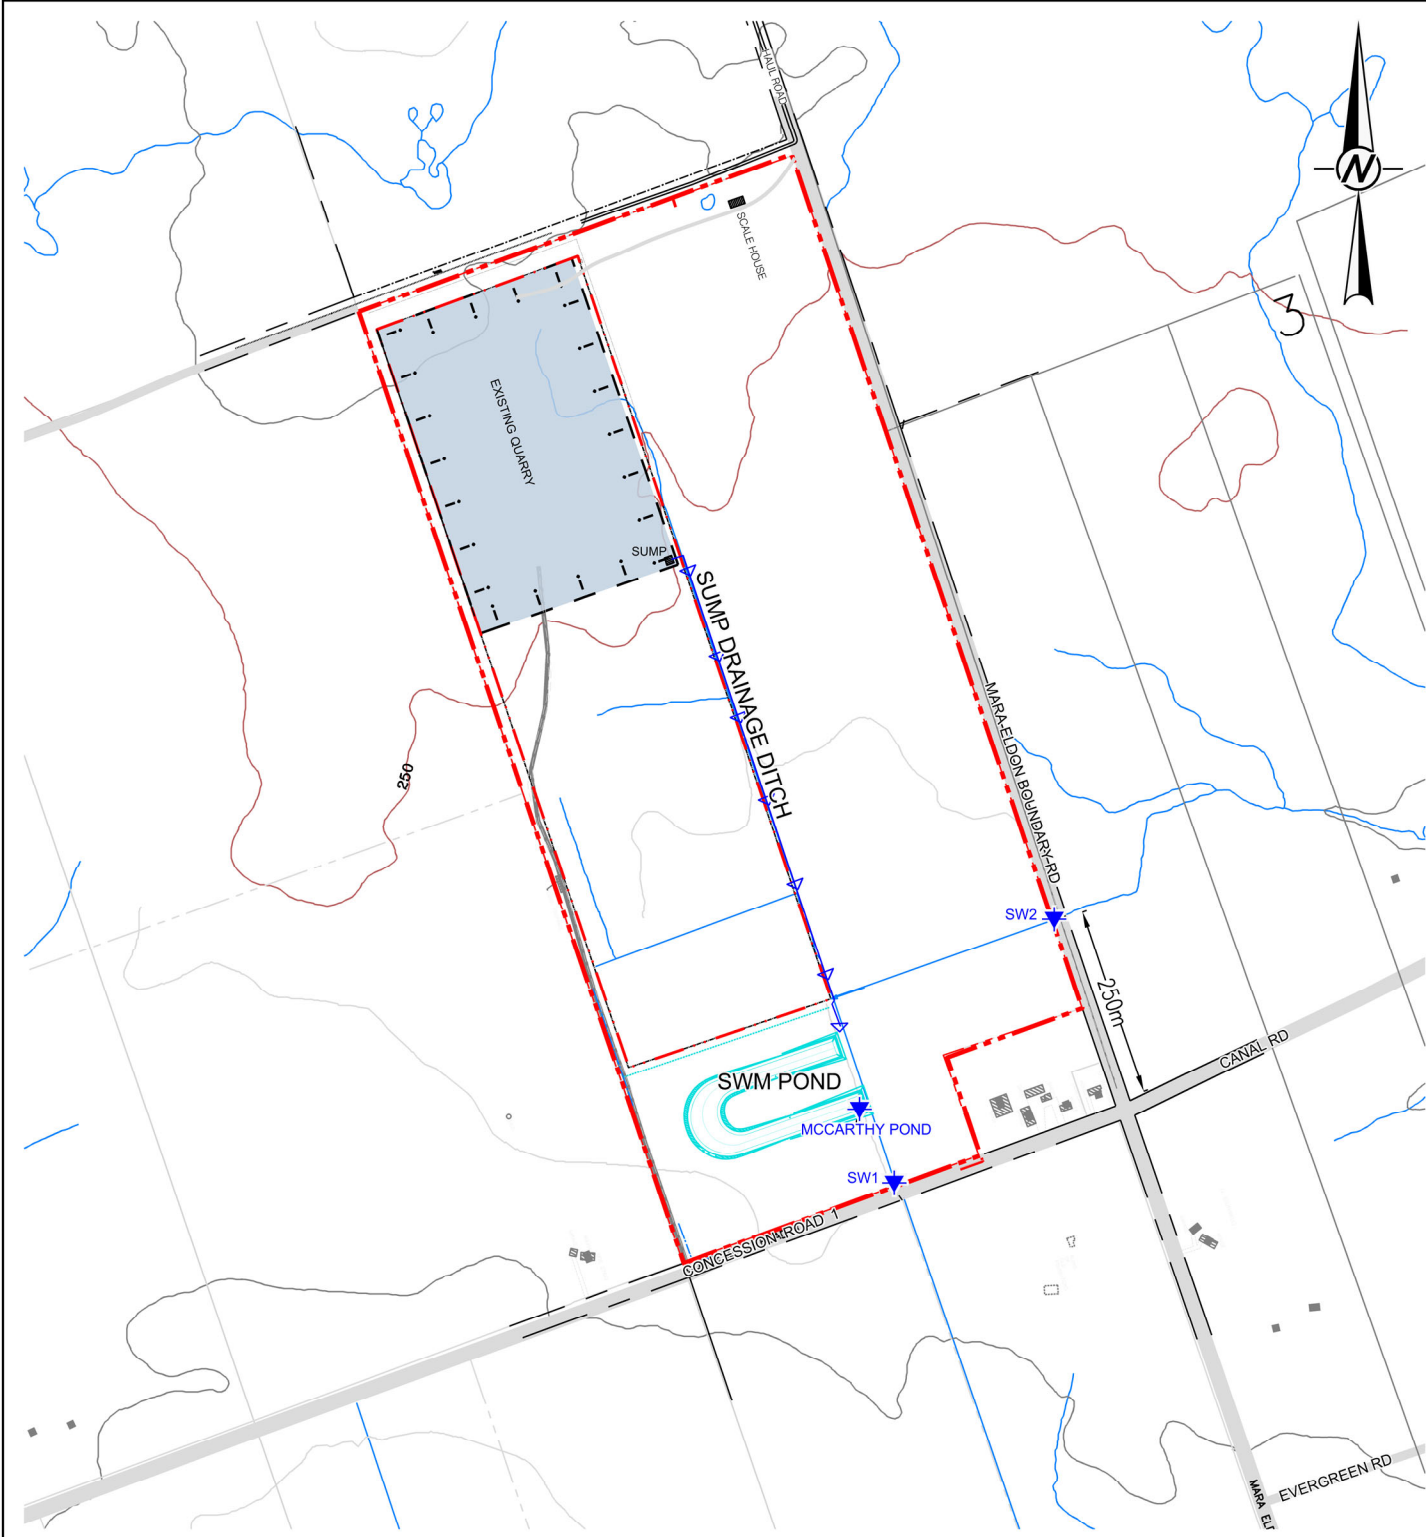 HAUL ROAD
N
SCALE HOUSE
3
EXISTING QUARRY
SUMP
SUMP DRAINAGE DITCH
MARA-ELDON BOUNDARY RD
250
SW2
250m
CANAL RD
SWM POND
MCCARTHY POND
SW1
CONCESSION ROAD 1
EVERGREEN RD
MARA EL